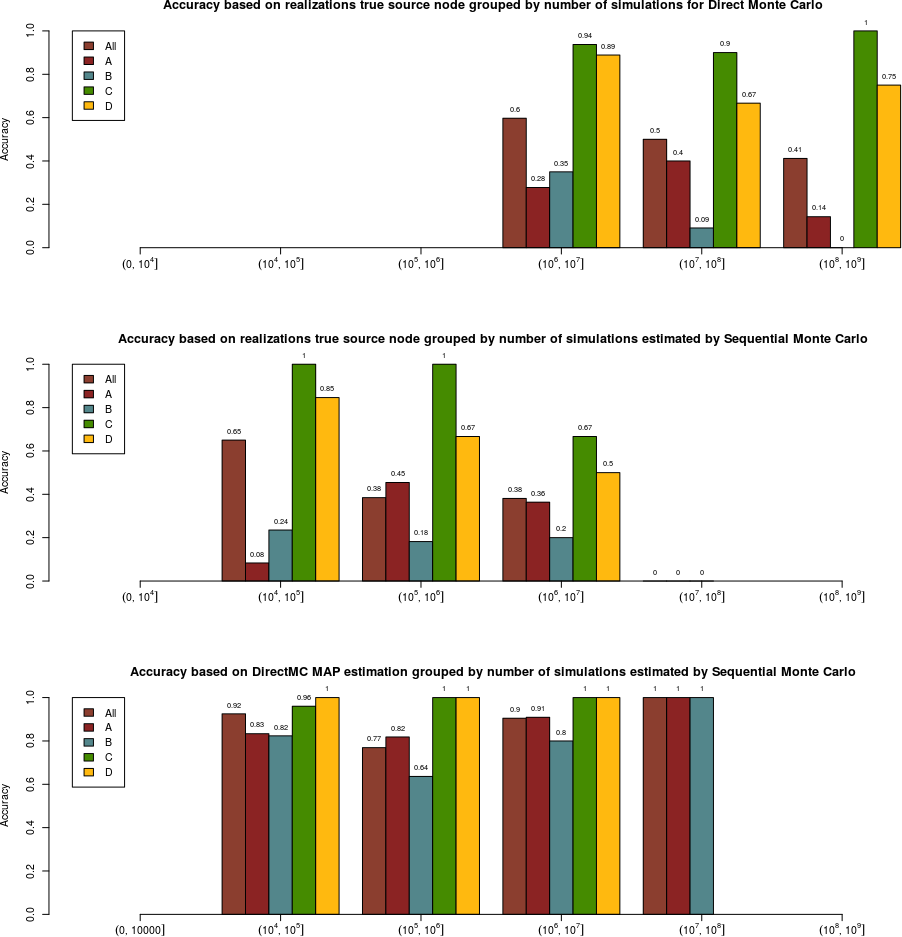 Accuracy based on realizations true source node grouped by number of simulations for Direct Monte Carlo
Accuracy
0.0 0.2 0.4 0.6 0.8 1.0
All
A
B
C
D
0.6 0.28 0.35 0.94 0.89
0.5 0.4 0.09 0.9 0.67
0.41 0.14 0 1 0.75
(0, 10⁴] (10⁴, 10⁵] (10⁵, 10⁶] (10⁶, 10⁷] (10⁷, 10⁸] (10⁸, 10⁹]
Accuracy based on realizations true source node grouped by number of simulations estimated by Sequential Monte Carlo
Accuracy
0.0 0.2 0.4 0.6 0.8 1.0
All
A
B
C
D
0.65 0.08 0.24 1 0.85
0.38 0.45 0.18 1 0.67
0.38 0.36 0.2 0.67 0.5
0 0 0
(0, 10⁴] (10⁴, 10⁵] (10⁵, 10⁶] (10⁶, 10⁷] (10⁷, 10⁸] (10⁸, 10⁹]
Accuracy based on DirectMC MAP estimation grouped by number of simulations estimated by Sequential Monte Carlo
Accuracy
0.0 0.2 0.4 0.6 0.8 1.0
All
A
B
C
D
0.92 0.83 0.82 0.96 1
0.77 0.82 0.64 1 1
0.9 0.91 0.8 1 1
1 1 1
(0, 10000] (10⁴, 10⁵] (10⁵, 10⁶] (10⁶, 10⁷] (10⁷, 10⁸] (10⁸, 10⁹]